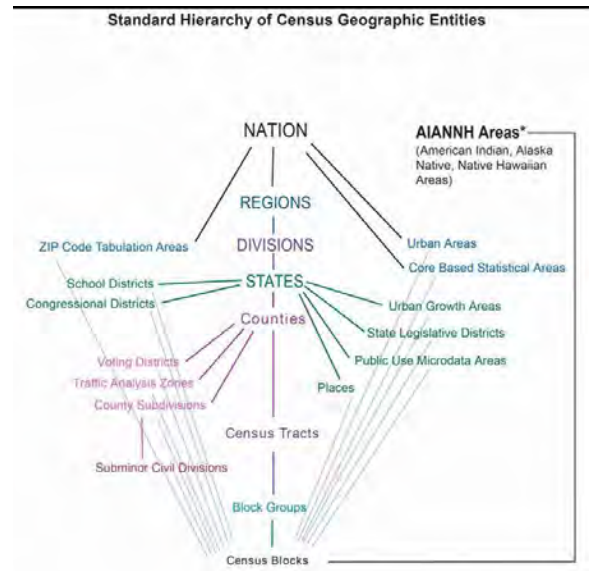 Standard Hierarchy of Census Geographic Entities
NATION
AIANNH Areas*
(American Indian, Alaska
Native, Native Hawaiian
Areas)
REGIONS
ZIP Code Tabulation Areas
DIVISIONS
Urban Areas
Core Based Statistical Areas
School Districts
STATES
Congressional Districts
Urban Growth Areas
Counties
State Legislative Districts
Voting Districts
Public Use Microdata Areas
Traffic Analysis Zones
Places
County Subdivisions
Census Tracts
Subminor Civil Divisions
Block Groups
Census Blocks